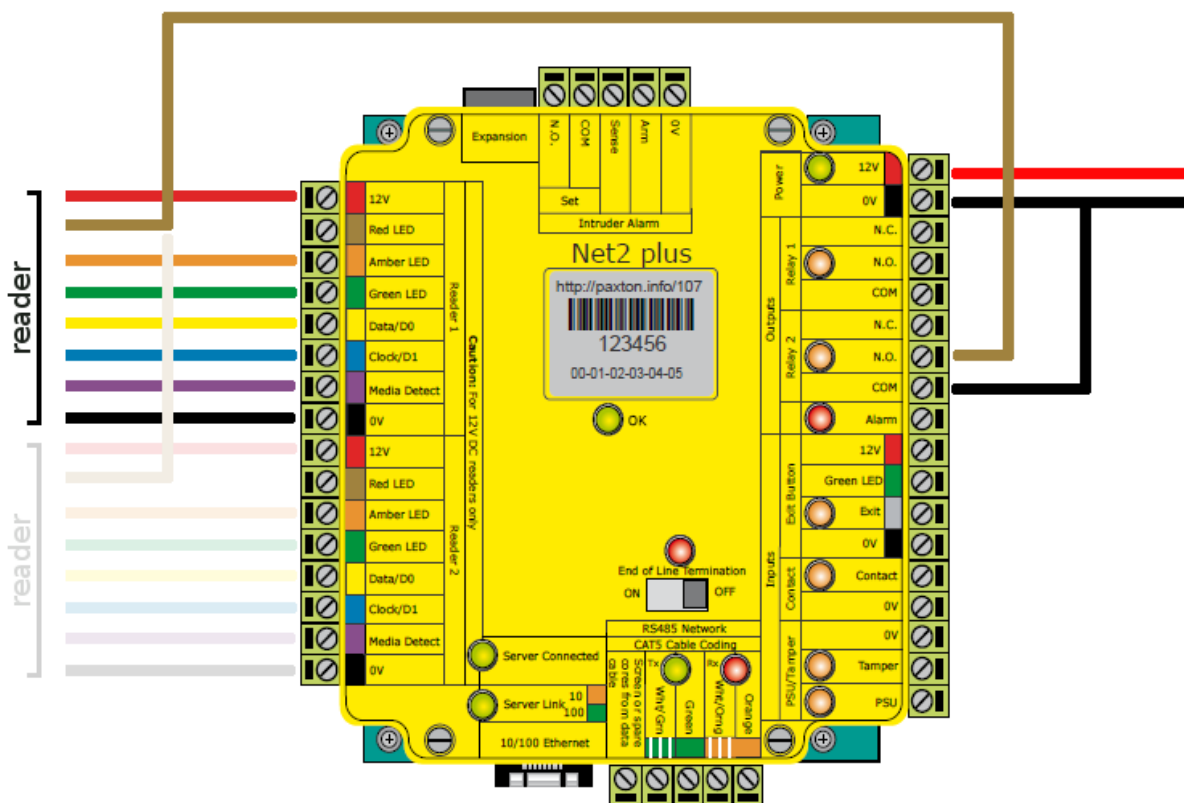 Expansion
N.O.
COM
Sense
Arm
0V
Set
Intruder Alarm
Net2 plus
http://paxton.info/107
123456
00-01-02-03-04-05
OK
reader
12V
Red LED
Amber LED
Green LED
Data/D0
Clock/D1
Media Detect
0V
Reader 1
reader
12V
Red LED
Amber LED
Green LED
Data/D0
Clock/D1
Media Detect
0V
Reader 2
Caution: For 12V DC readers only
Power
12V
0V
Outputs
Relay 1
N.C.
N.O.
COM
Relay 2
N.C.
N.O.
COM
Alarm
Inputs
Exit Button
12V
Green LED
Exit
0V
Contact
Contact
0V
PSU/Tamper
0V
Tamper
PSU
End of Line Termination
ON
OFF
RS485 Network
CAT5 Cable Coding
Screen or spare
cores from data
cable
Tx
Rx
Wht/Grn
Green
Wht/Orng
Orange
Server Connected
Server Link
10
100
10/100 Ethernet